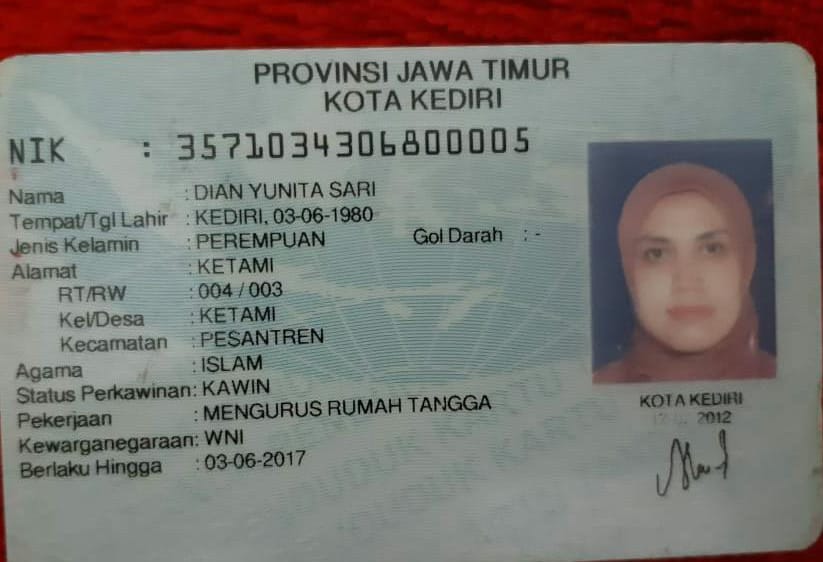 PROVINSI JAWA TIMUR
KOTA KEDIRI
NIK : 3571034306800005
Nama : DIAN YUNITA SARI
Tempat/Tgl Lahir : KEDIRI, 03-06-1980
Jenis Kelamin : PEREMPUAN Gol Darah : -
Alamat : KETAMI
RT/RW : 004 / 003
Kel/Desa : KETAMI
Kecamatan : PESANTREN
Agama : ISLAM
Status Perkawinan: KAWIN
Pekerjaan : MENGURUS RUMAH TANGGA
Kewarganegaraan: WNI
Berlaku Hingga : 03-06-2017
KOTA KEDIRI
2012